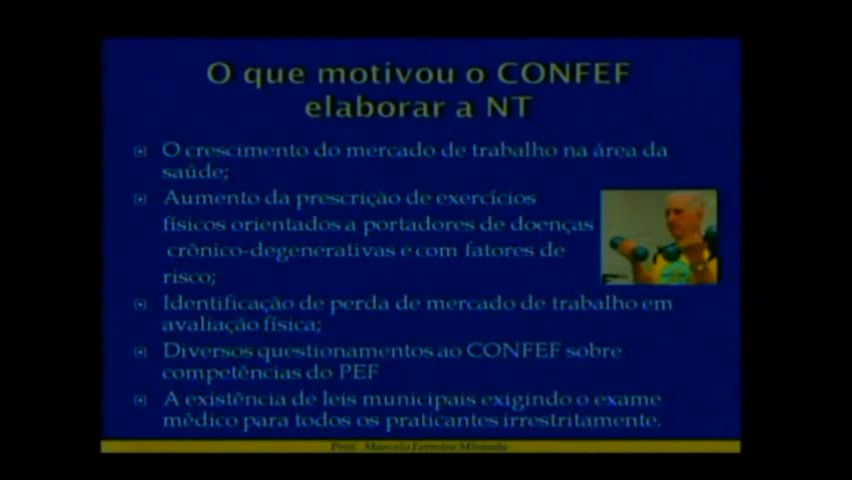 O que motivou o CONFEF
elaborar a NT
O crescimento do mercado de trabalho na área da
saúde;
Aumento da prescrição de exercícios
físicos orientados a portadores de doenças
crônico-degenerativas e com fatores de
risco;
Identificação de perda de mercado de trabalho em
avaliação física;
Diversos questionamentos ao CONFEF sobre
competências do PEF
A existência de leis municipais exigindo o exame
médico para todos os praticantes irrestritamente.
Prof. Marcelo Ferreira Miranda